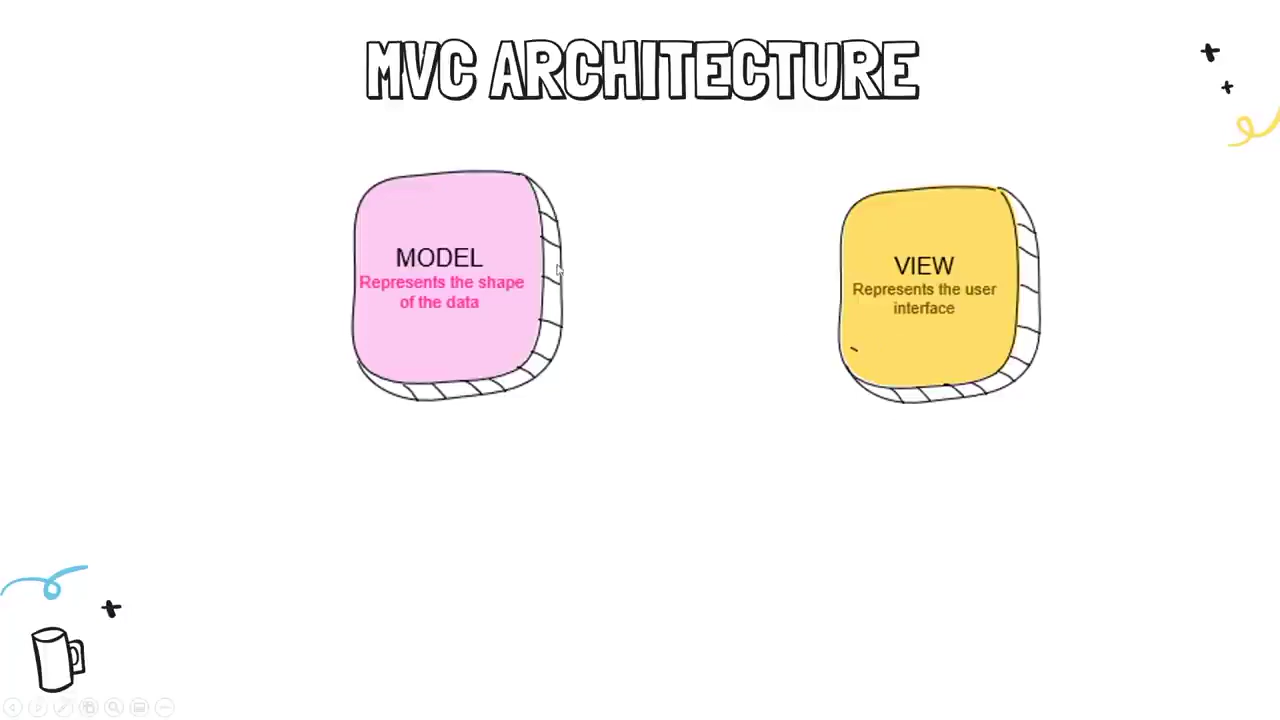 MVC ARCHITECTURE
MODEL
Represents the shape
of the data
VIEW
Represents the user
interface